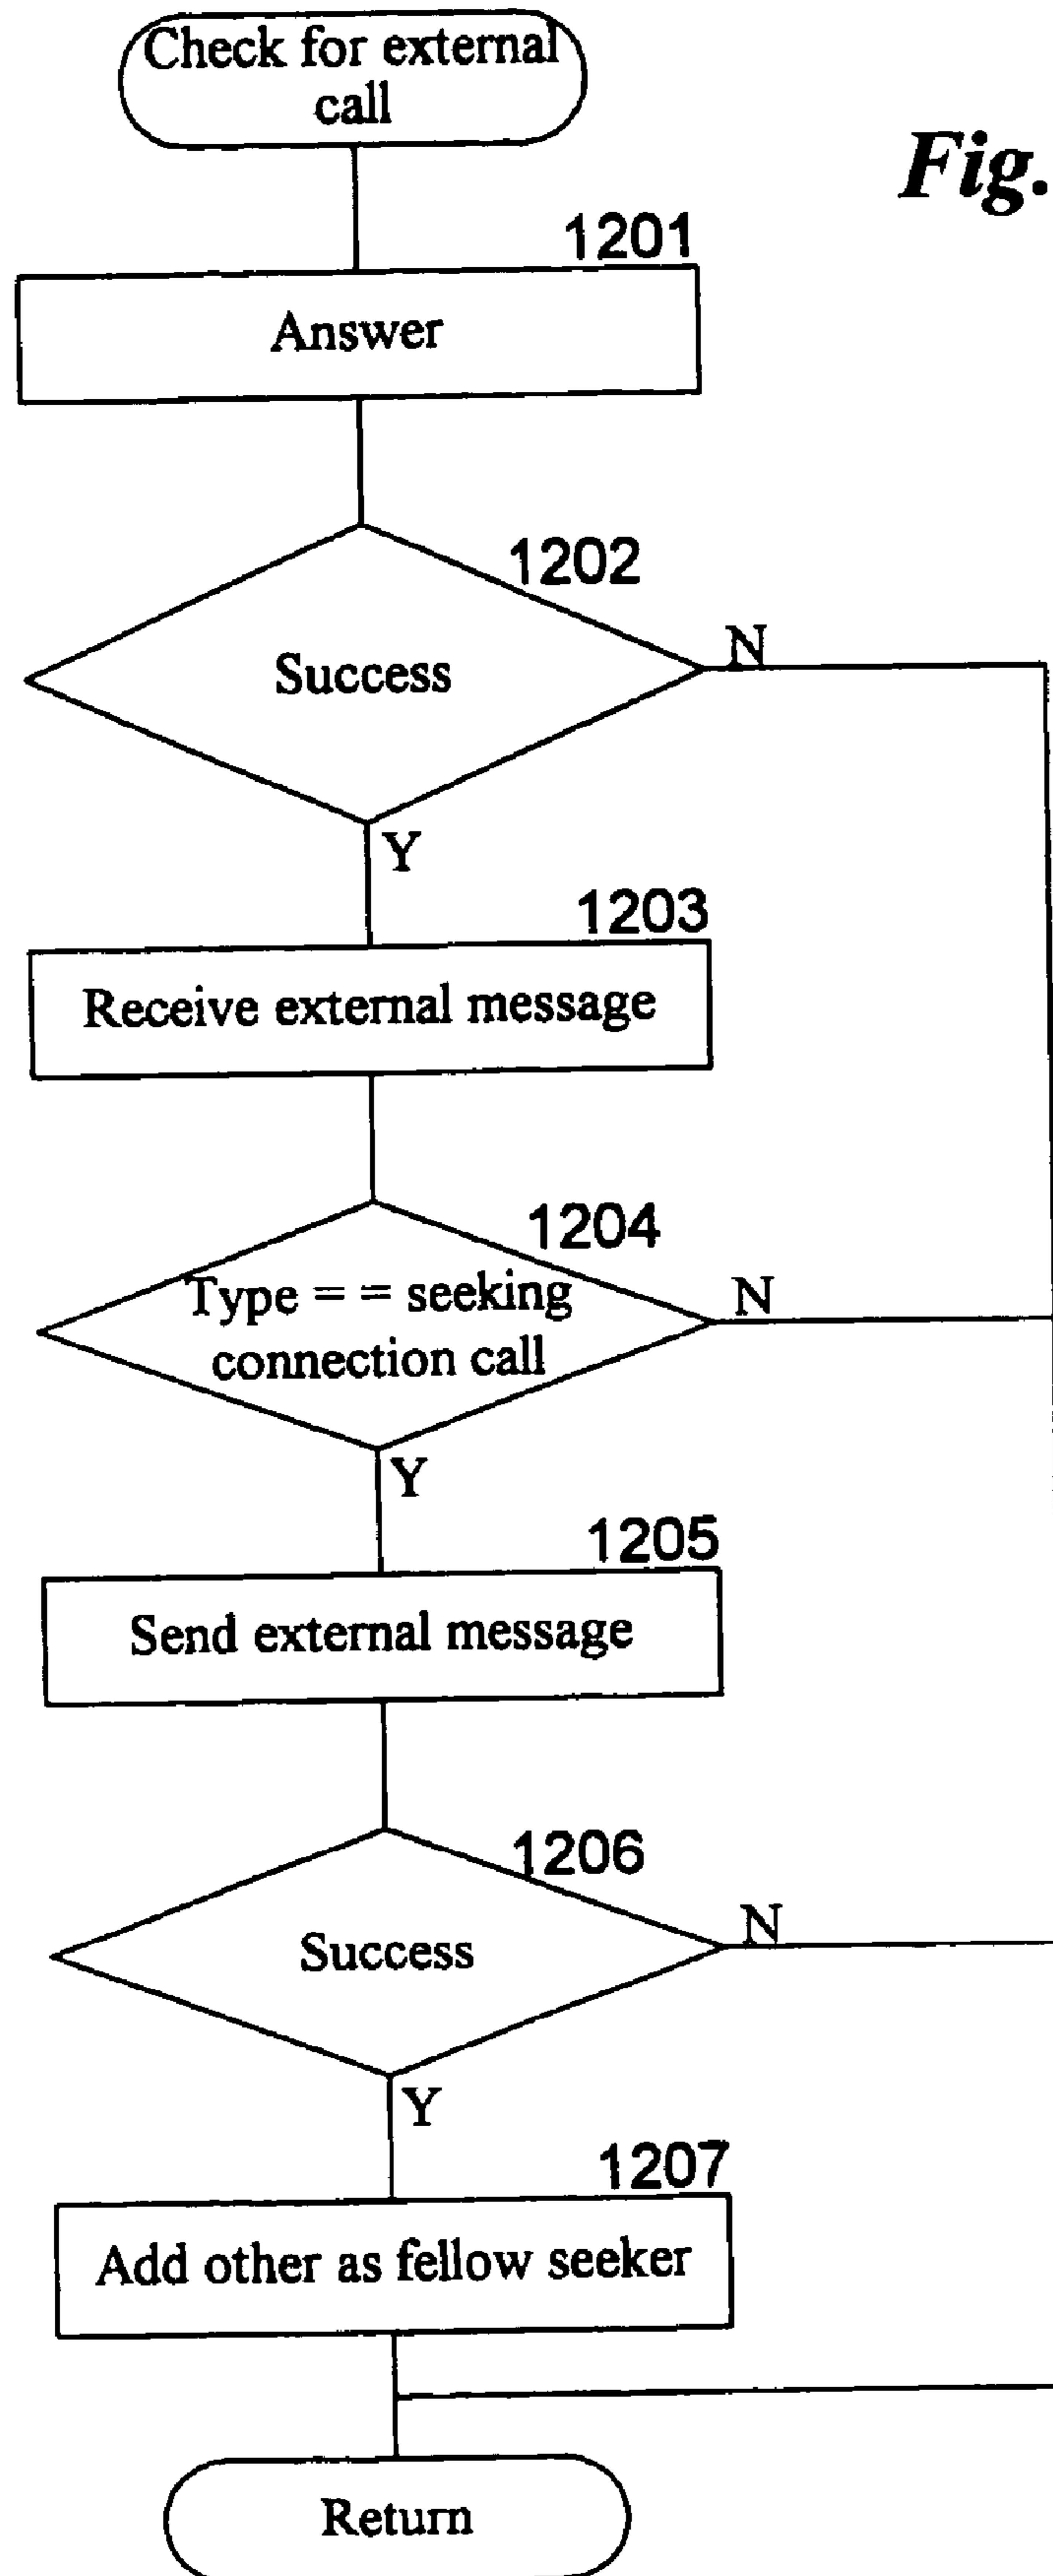 Check for external
call
Fig.
1201
Answer
1202
Success
N
Y
1203
Receive external message
1204
Type = = seeking
connection call
N
Y
1205
Send external message
1206
Success
N
Y
1207
Add other as fellow seeker
Return